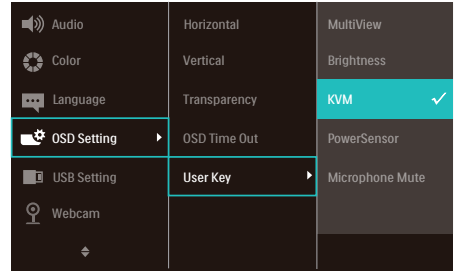 Audio
Color
Language
OSD Setting
USB Setting
Webcam
Horizontal
Vertical
Transparency
OSD Time Out
User Key
MultiView
Brightness
KVM
PowerSensor
Microphone Mute